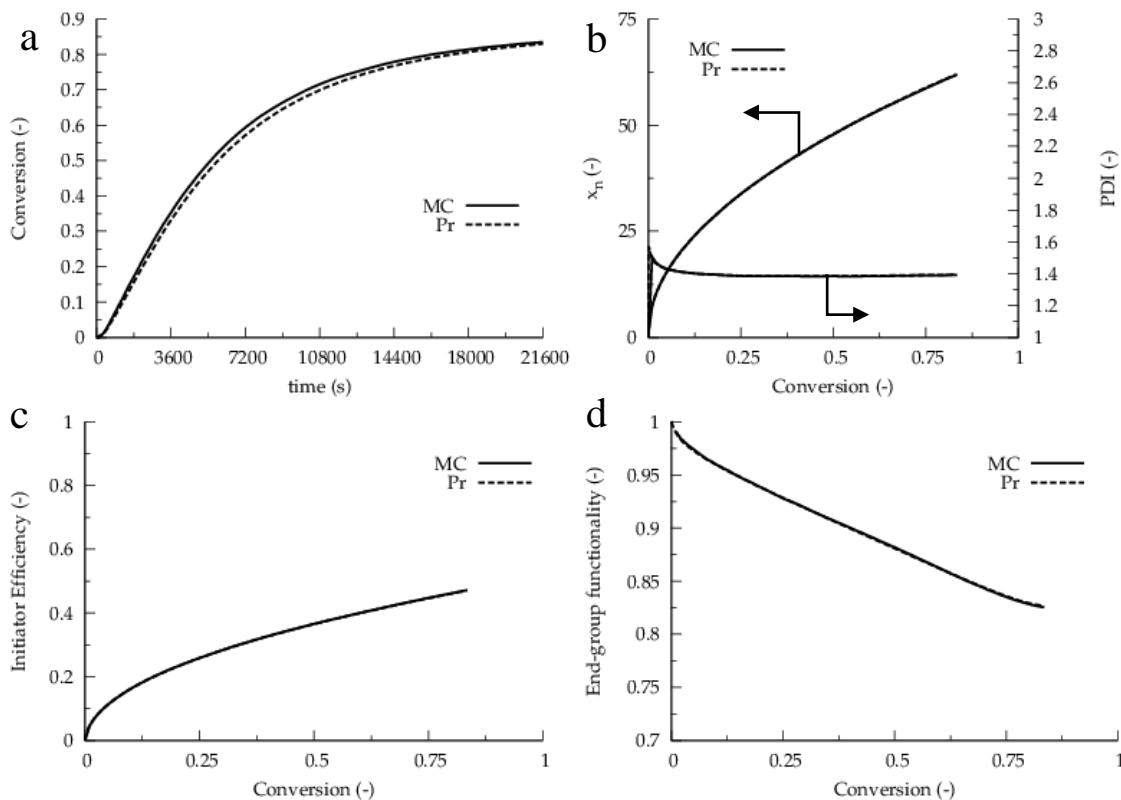 a
0.9
0.8
0.7
0.6
0.5
0.4
0.3
0.2
0.1
0
Conversion (-)
MC
Pr
0 3600 7200 10800 14400 18000 21600
time (s)
b
75
50
25
0
x_n (-)
MC
Pr
3
2.8
2.6
2.4
2.2
2
1.8
1.6
1.4
1.2
1
PDI (-)
0 0.25 0.5 0.75 1
Conversion (-)
c
1
0.8
0.6
0.4
0.2
0
Initiator Efficiency (-)
MC
Pr
0 0.25 0.5 0.75 1
Conversion (-)
d
1
0.95
0.9
0.85
0.8
0.75
0.7
End-group functionality (-)
MC
Pr
0 0.25 0.5 0.75 1
Conversion (-)